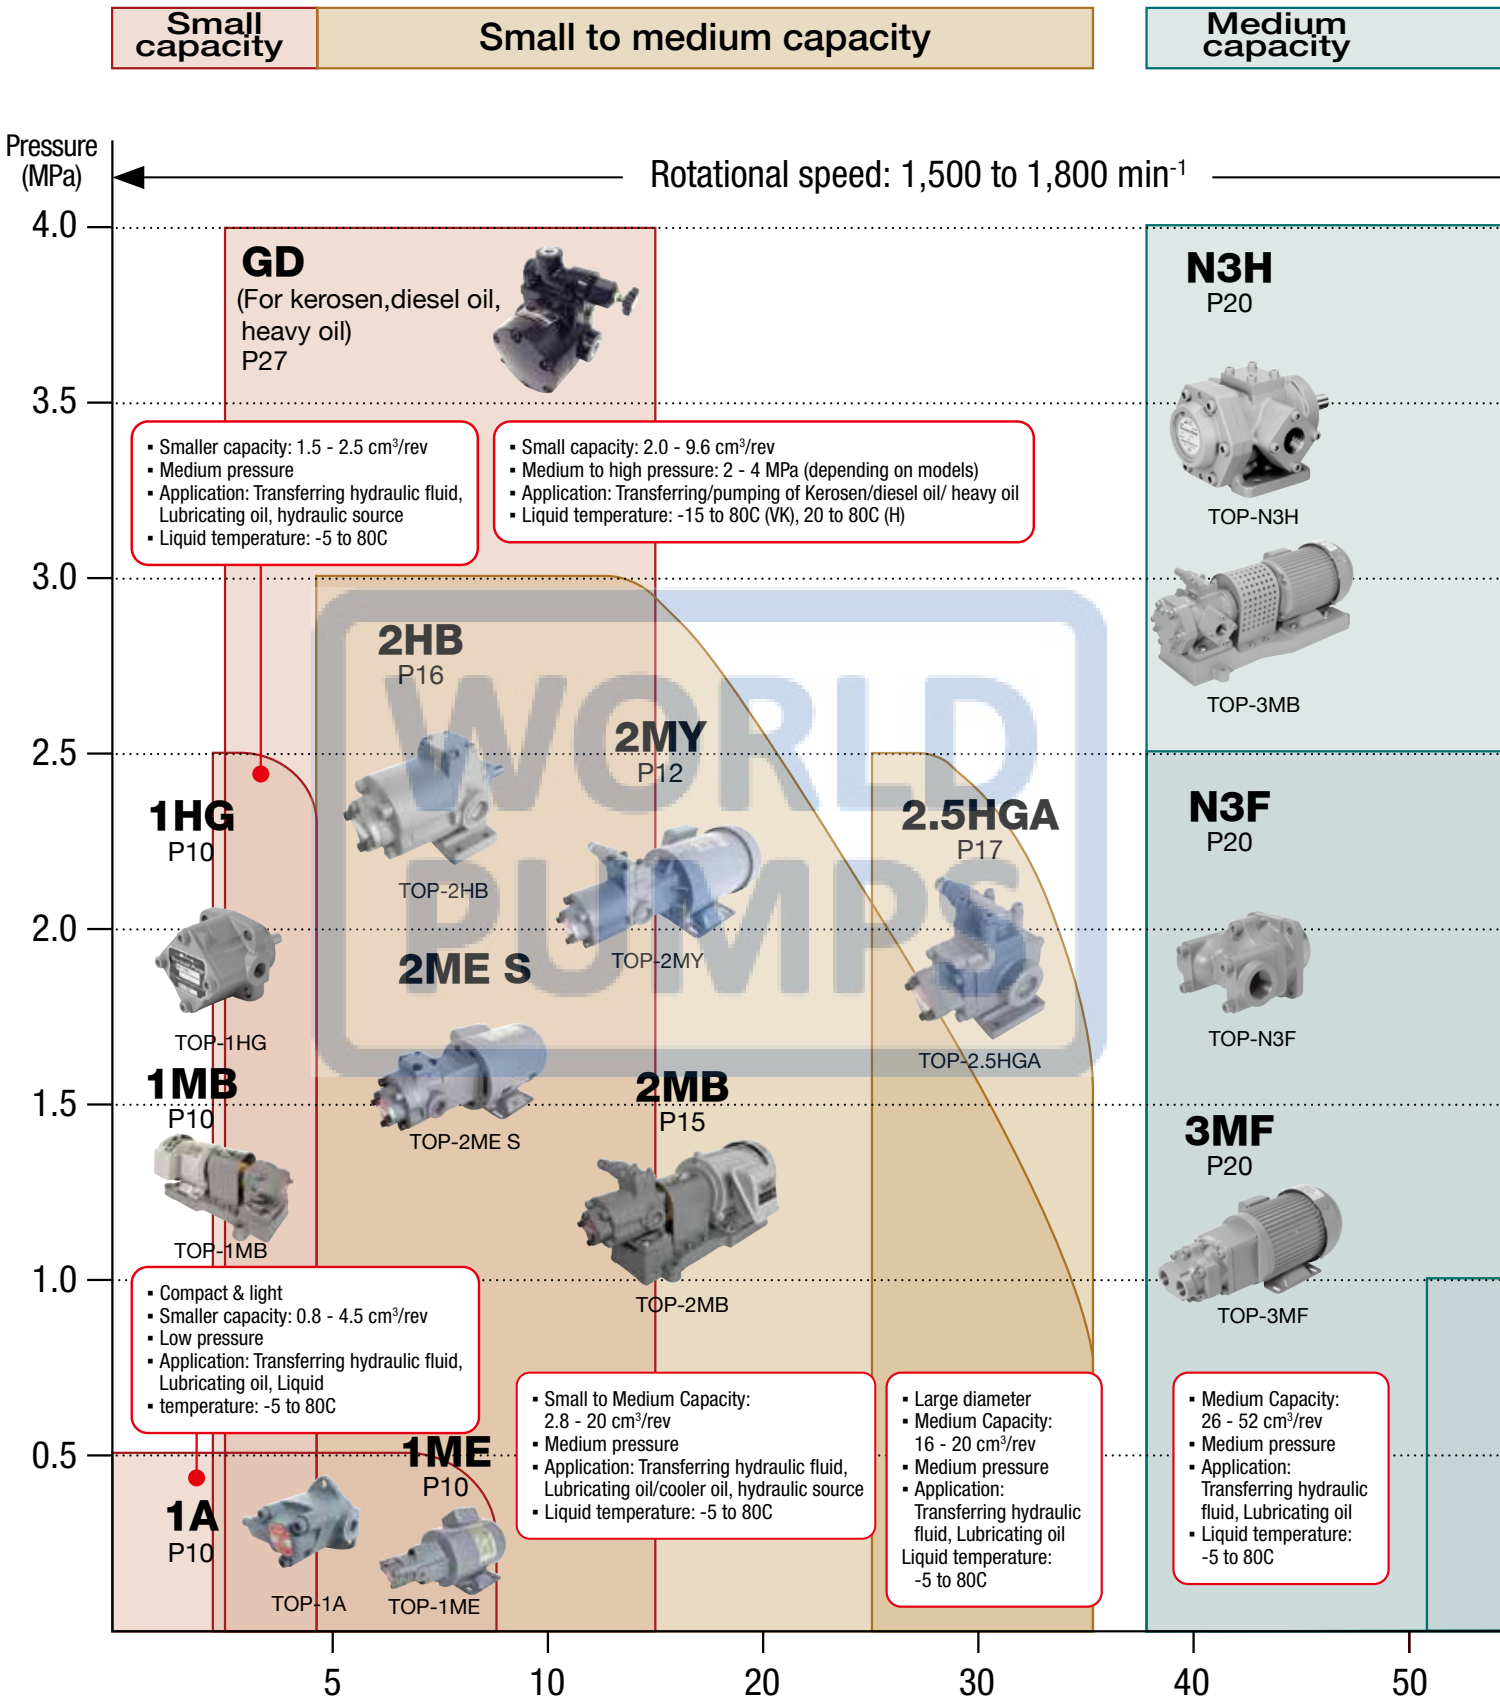 Small
capacity
Small to medium capacity
Medium
capacity
Pressure
(MPa)
Rotational speed: 1,500 to 1,800 min-1
4.0
GD
(For kerosen,diesel oil,
heavy oil)
P27
N3H
P20
3.5
▪ Smaller capacity: 1.5 - 2.5 cm³/rev
▪ Medium pressure
▪ Application: Transferring hydraulic fluid,
Lubricating oil, hydraulic source
▪ Liquid temperature: -5 to 80C
▪ Small capacity: 2.0 - 9.6 cm³/rev
▪ Medium to high pressure: 2 - 4 MPa (depending on models)
▪ Application: Transferring/pumping of Kerosen/diesel oil/ heavy oil
▪ Liquid temperature: -15 to 80C (VK), 20 to 80C (H)
TOP-N3H
3.0
2HB
P16
TOP-3MB
WORLD
PUMPS
2MY
P12
2.5
1HG
P10
2.5HGA
P17
N3F
P20
TOP-2HB
2.0
2ME S
TOP-2MY
TOP-1HG
TOP-2.5HGA
TOP-N3F
1MB
P10
2MB
P15
1.5
TOP-2ME S
3MF
P20
TOP-1MB
1.0
TOP-2MB
TOP-3MF
▪ Compact & light
▪ Smaller capacity: 0.8 - 4.5 cm³/rev
▪ Low pressure
▪ Application: Transferring hydraulic fluid,
Lubricating oil, Liquid
▪ temperature: -5 to 80C
▪ Small to Medium Capacity:
2.8 - 20 cm³/rev
▪ Medium pressure
▪ Application: Transferring hydraulic fluid,
Lubricating oil/cooler oil, hydraulic source
▪ Liquid temperature: -5 to 80C
▪ Large diameter
▪ Medium Capacity:
16 - 20 cm³/rev
▪ Medium pressure
▪ Application:
Transferring hydraulic
fluid, Lubricating oil
Liquid temperature:
-5 to 80C
▪ Medium Capacity:
26 - 52 cm³/rev
▪ Medium pressure
▪ Application:
Transferring hydraulic
fluid, Lubricating oil
▪ Liquid temperature:
-5 to 80C
0.5
1ME
P10
1A
P10
TOP-1A
TOP-1ME
5
10
20
30
40
50